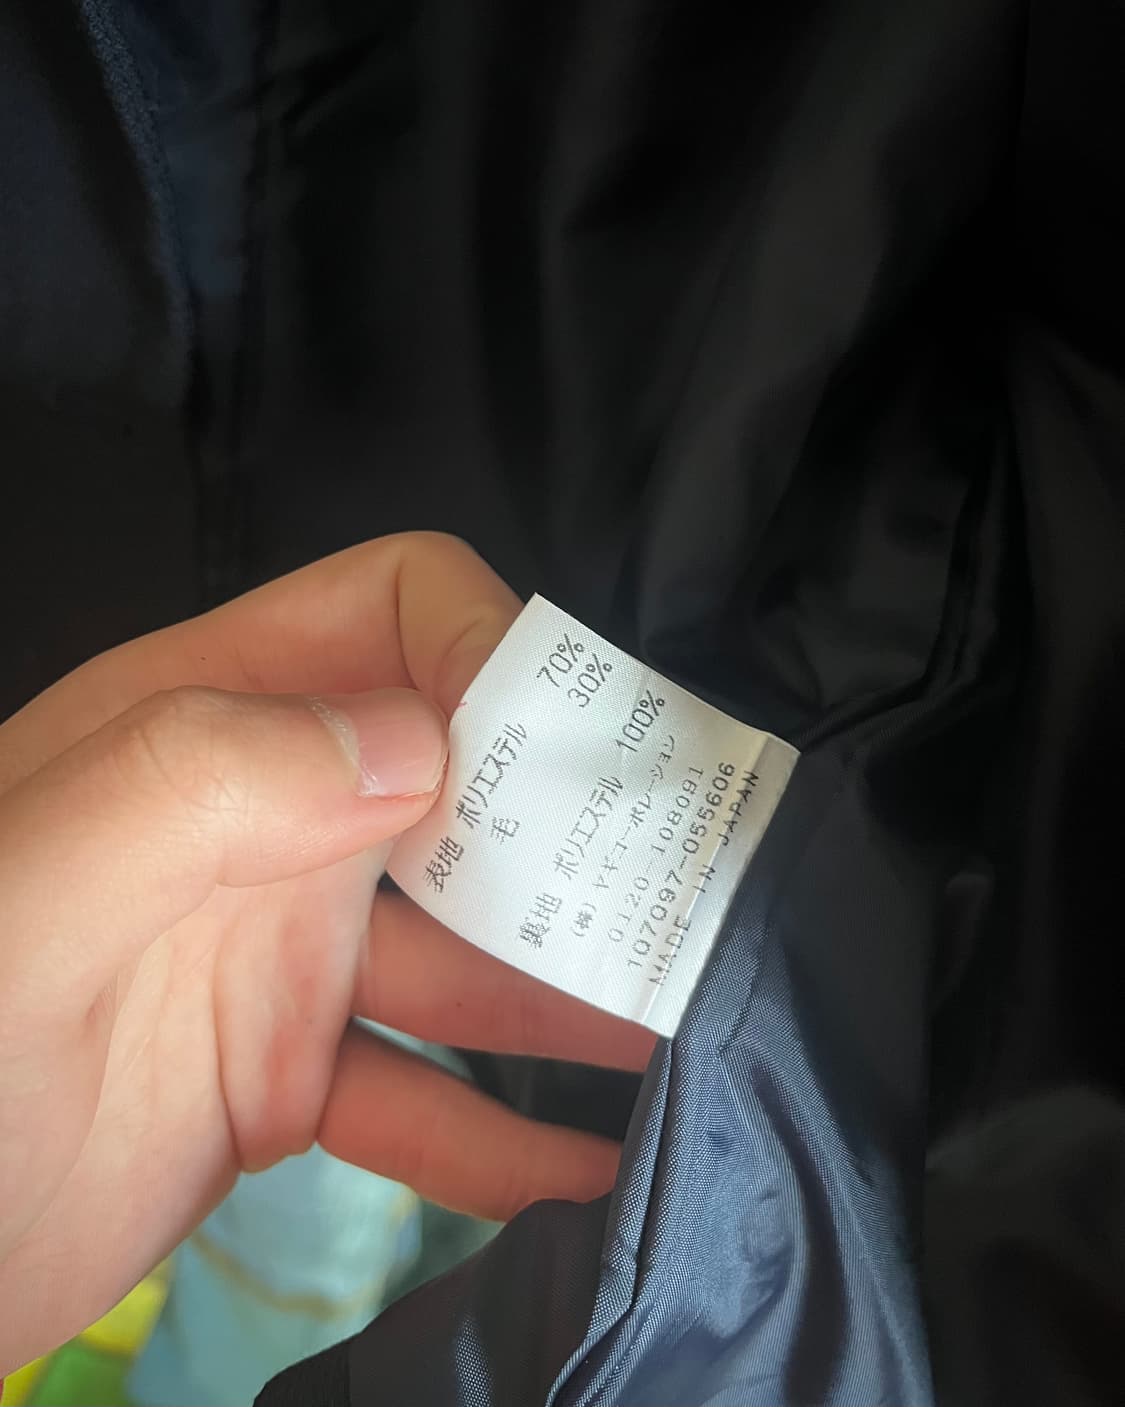 表地 ポリエステル 70%
毛 30%
裏地 ポリエステル 100%
(株)ヤギコーポレーション
0120-108091
107097-055606
MADE IN JAPAN